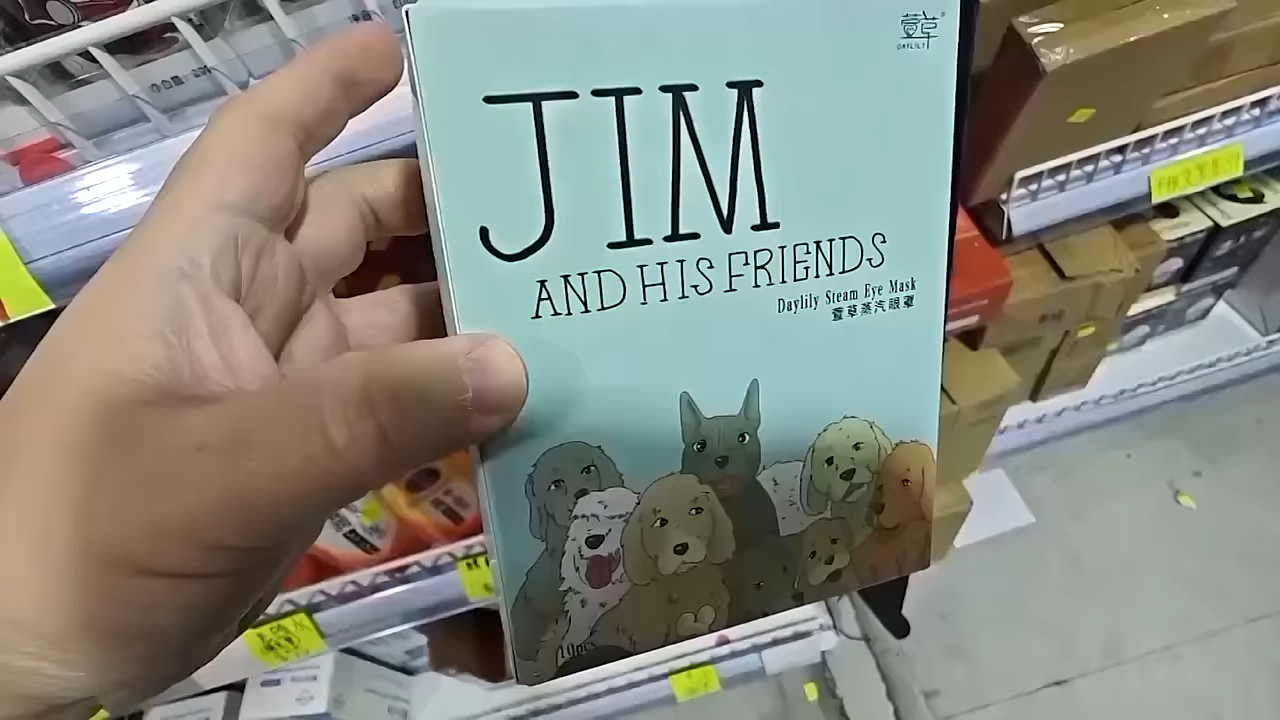 萱草
DAYLILY
JIM
AND HIS FRIENDS
Daylily Steam Eye Mask
萱草蒸汽眼罩
10pcs